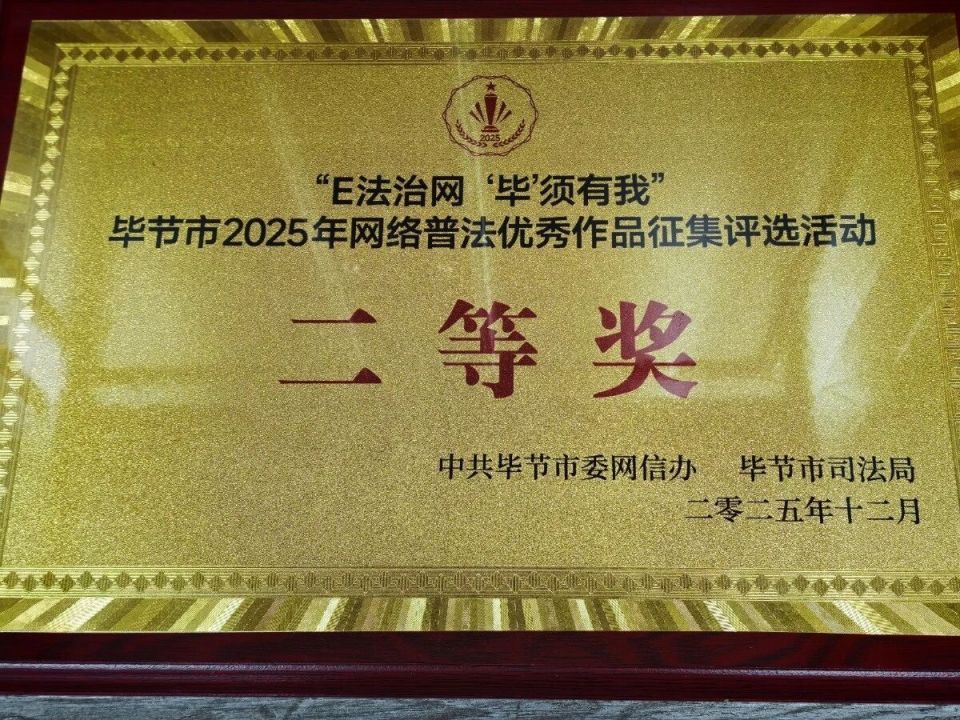 2025
“E法治网 ‘毕’须有我”
毕节市2025年网络普法优秀作品征集评选活动
二等奖
中共毕节市委网信办 毕节市司法局
二零二五年十二月